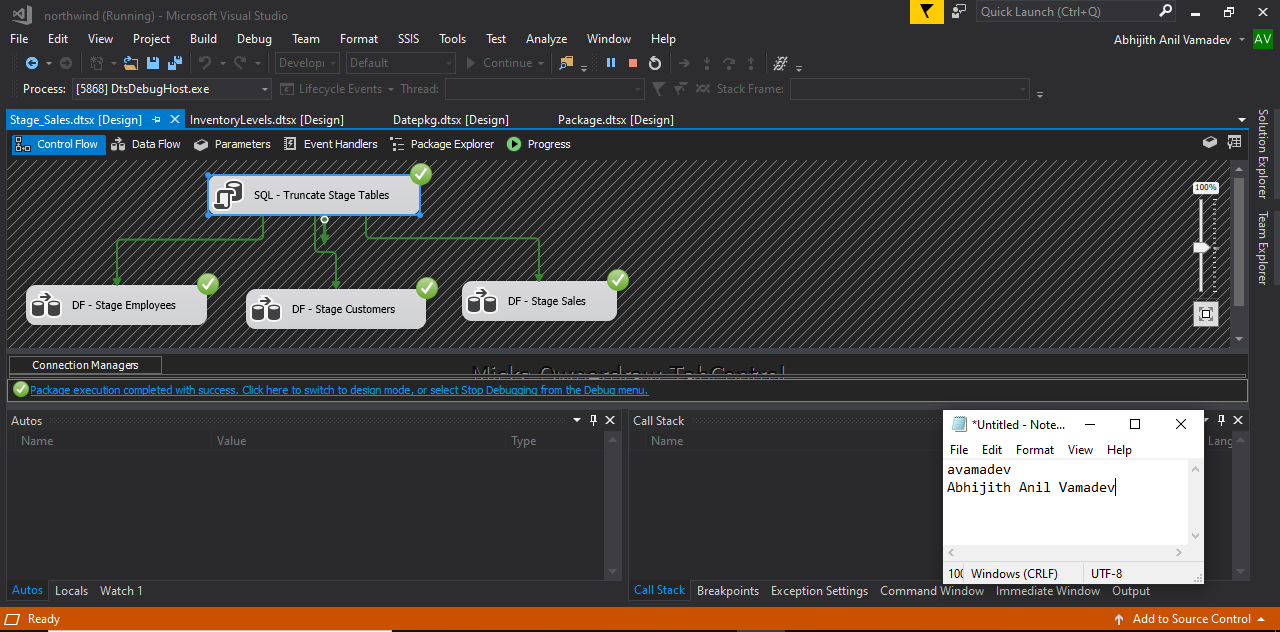 northwind (Running) - Microsoft Visual Studio
Quick Launch (Ctrl+Q)
File Edit View Project Build Debug Team Format SSIS Tools Test Analyze Window Help
Abhijith Anil Vamadev AV
Develop Default Continue
Process: [5868] DtsDebugHost.exe Lifecycle Events Thread: Stack Frame:
Stage_Sales.dtsx [Design] InventoryLevels.dtsx [Design] Datepkg.dtsx [Design] Package.dtsx [Design]
Control Flow Data Flow Parameters Event Handlers Package Explorer Progress
Solution Explorer
Team Explorer
100%
SQL - Truncate Stage Tables
DF - Stage Employees
DF - Stage Customers
DF - Stage Sales
Connection Managers
Package execution completed with success. Click here to switch to design mode, or select Stop Debugging from the Debug menu.
Autos
Name Value Type
Autos Locals Watch 1
Call Stack
Name Lang
Call Stack Breakpoints Exception Settings Command Window Immediate Window Output
*Untitled - Note...
File Edit Format View Help
avamadev
Abhijith Anil Vamadev
100 Windows (CRLF) UTF-8
Ready
Add to Source Control